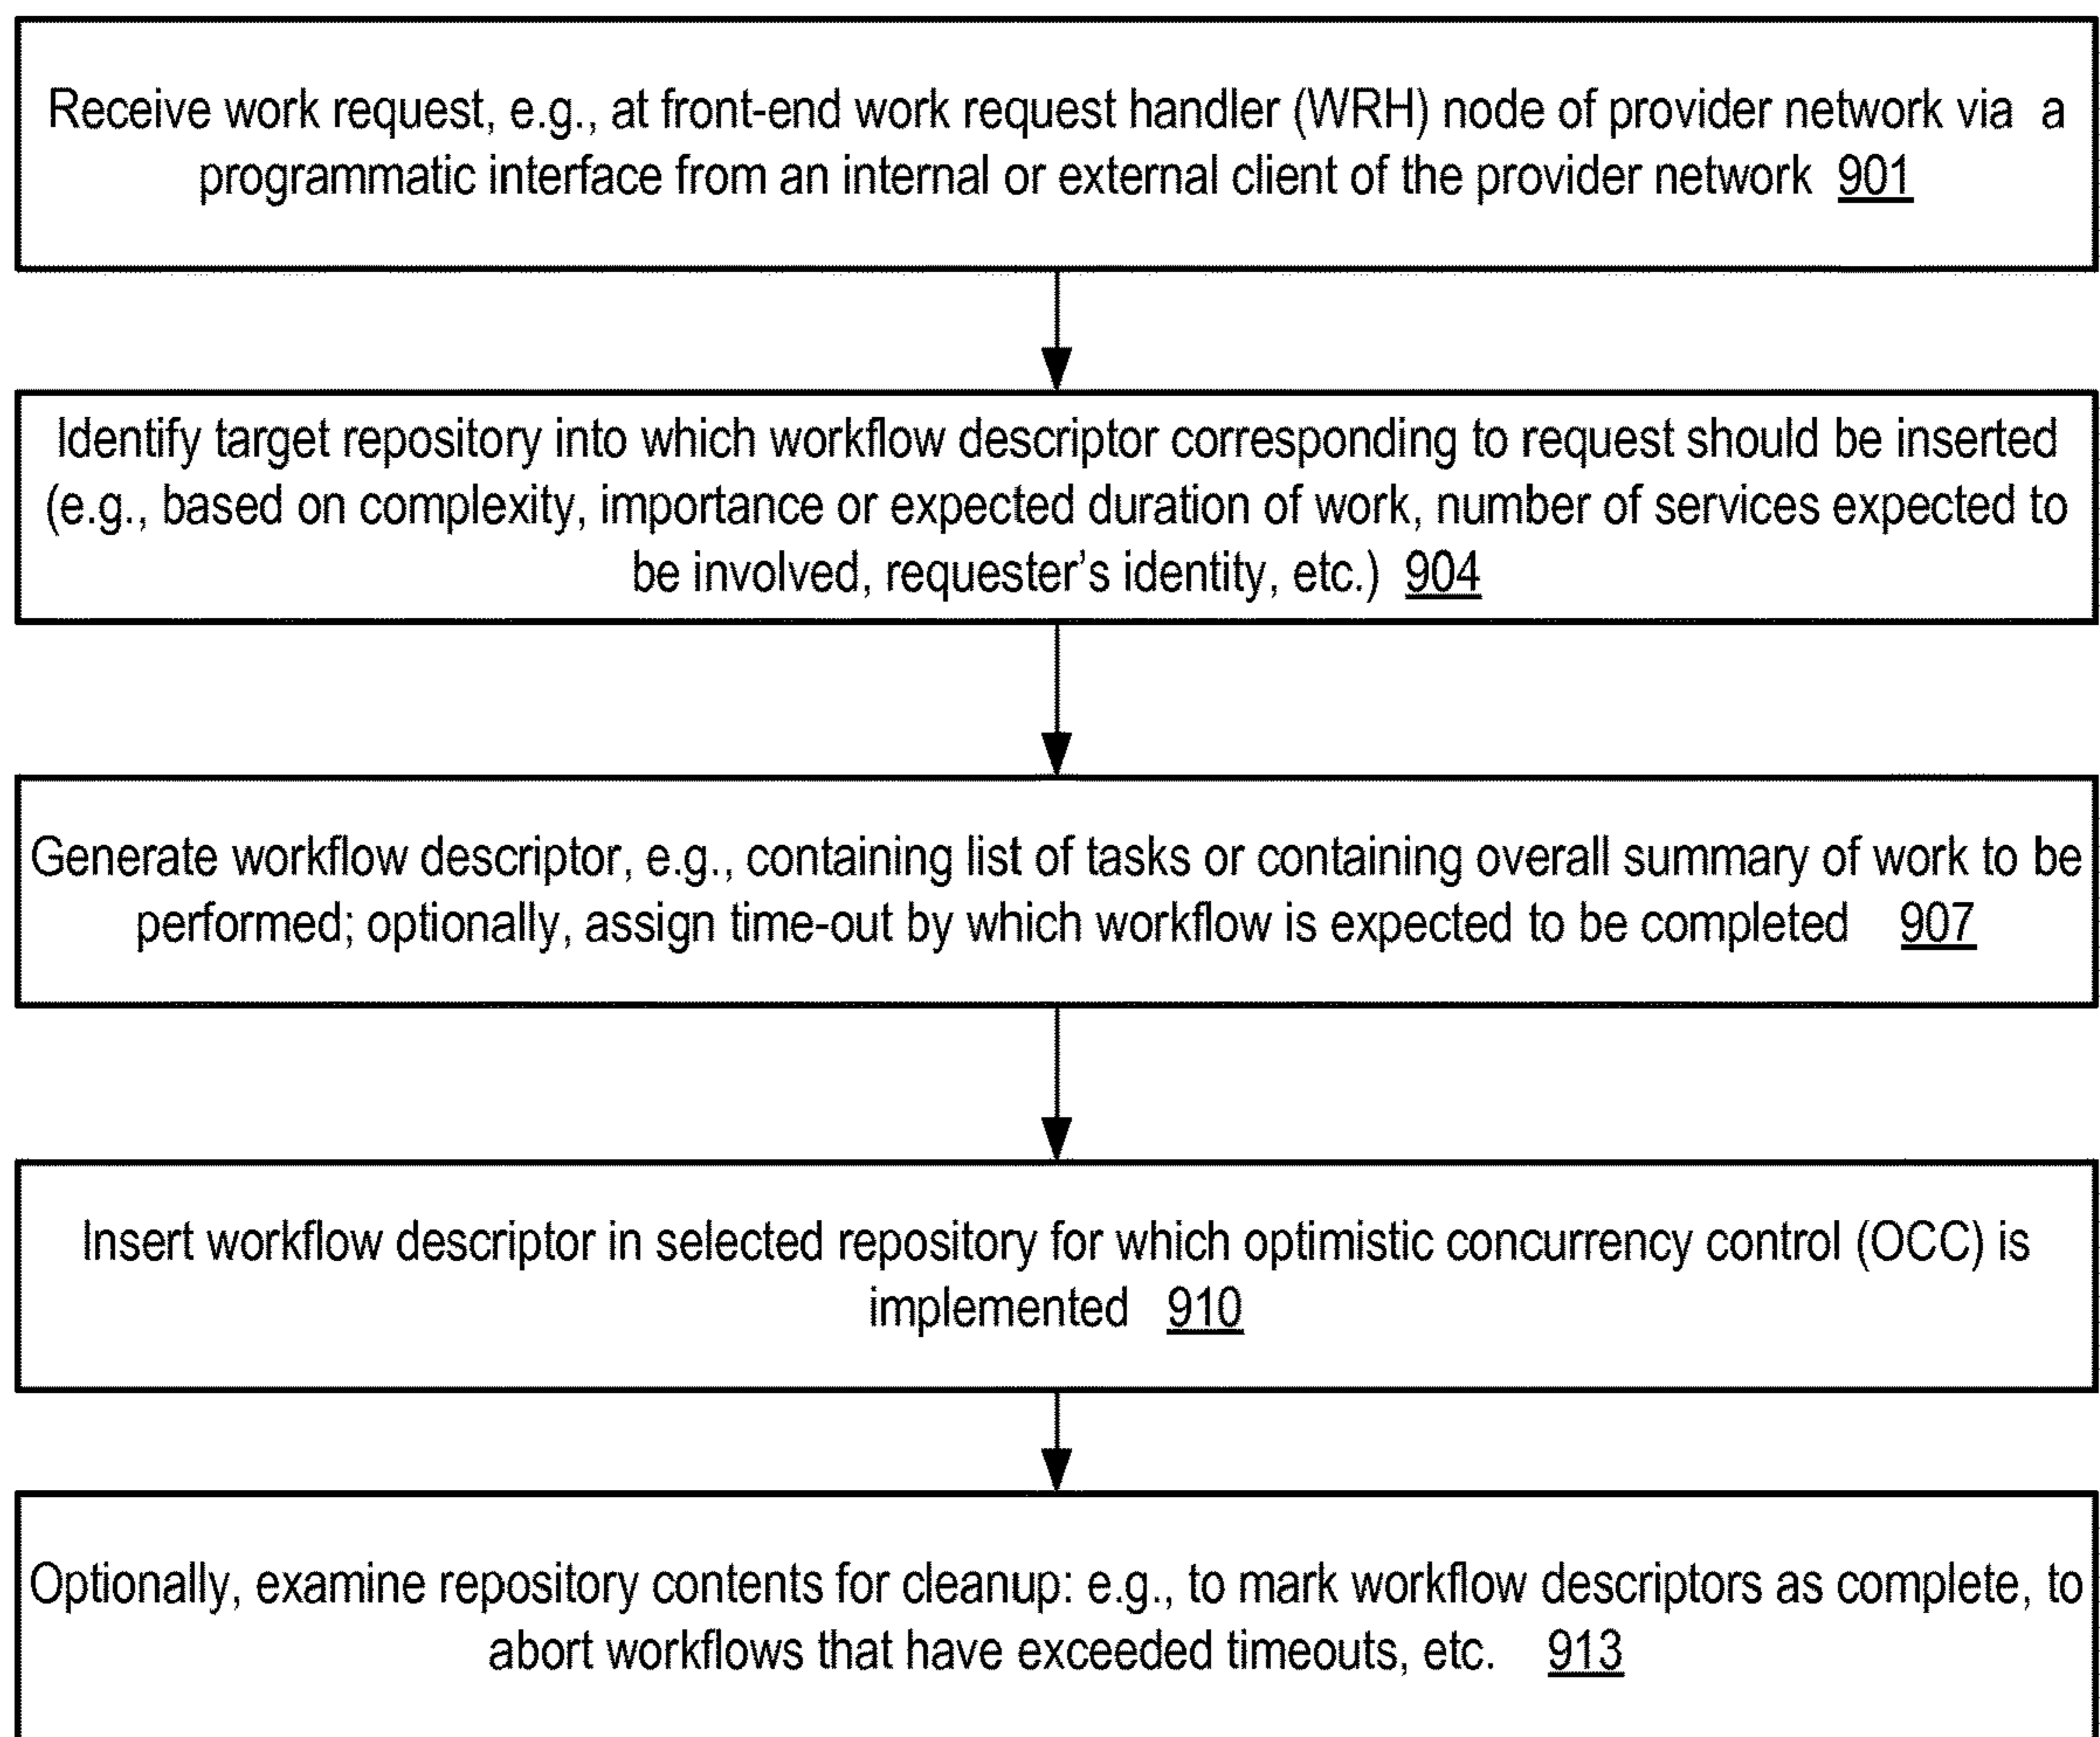 Receive work request, e.g., at front-end work request handler (WRH) node of provider network via a
programmatic interface from an internal or external client of the provider network 901
Identify target repository into which workflow descriptor corresponding to request should be inserted
(e.g., based on complexity, importance or expected duration of work, number of services expected to
be involved, requester’s identity, etc.) 904
Generate workflow descriptor, e.g., containing list of tasks or containing overall summary of work to be
performed; optionally, assign time-out by which workflow is expected to be completed 907
Insert workflow descriptor in selected repository for which optimistic concurrency control (OCC) is
implemented 910
Optionally, examine repository contents for cleanup: e.g., to mark workflow descriptors as complete, to
abort workflows that have exceeded timeouts, etc. 913